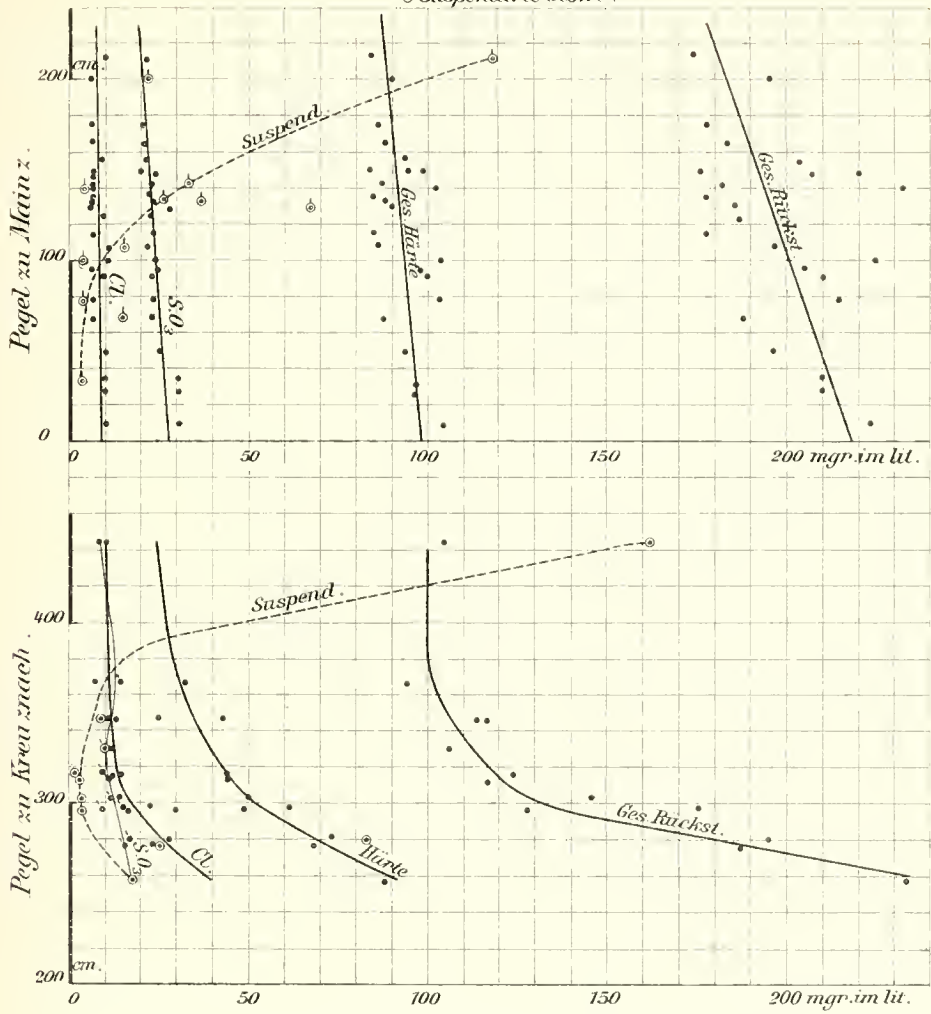 200 cm.
Suspend.
Ges. Härte
Ges. Rückst
Pegel zu Mainz.
100
Cl.
S.O₃
0
50
100
150
200 mgr. im lit.
400
Suspend.
Pegel zu Kreuznach.
300
S.O₃
Cl.
Härte
Ges. Rückst.
200 cm.
0
50
100
150
200 mgr. im lit.